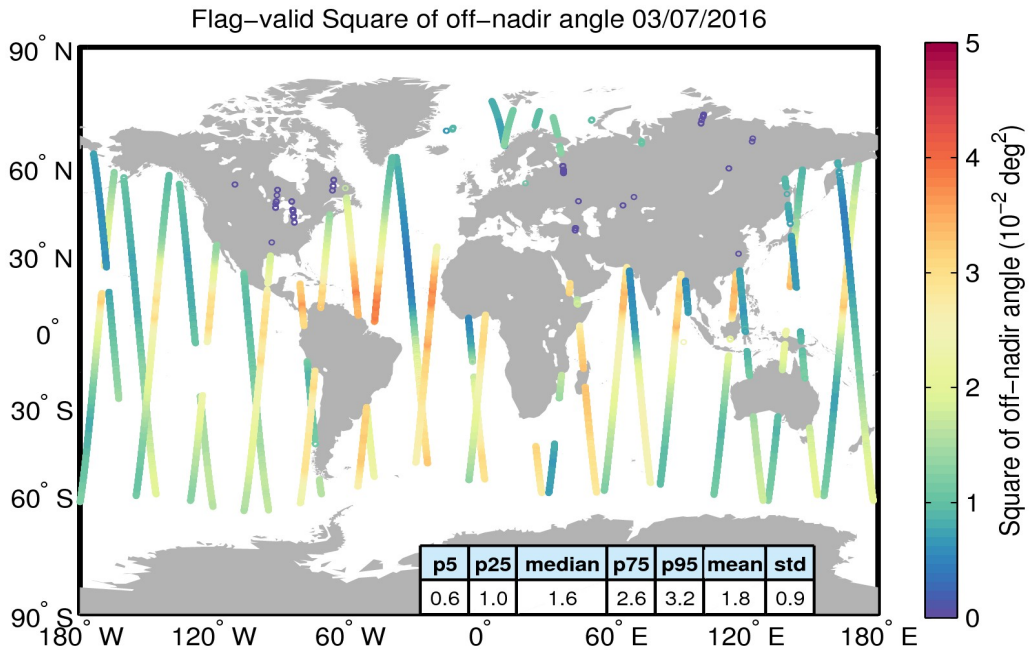 Flag−valid Square of off−nadir angle 03/07/2016
90° N
60° N
30° N
0°
30° S
60° S
90° S
180° W
120° W
60° W
0°
60° E
120° E
180° E
p5 p25 median p75 p95 mean std
0.6 1.0 1.6 2.6 3.2 1.8 0.9
5
4
3
2
1
0
Square of off−nadir angle (10⁻² deg²)